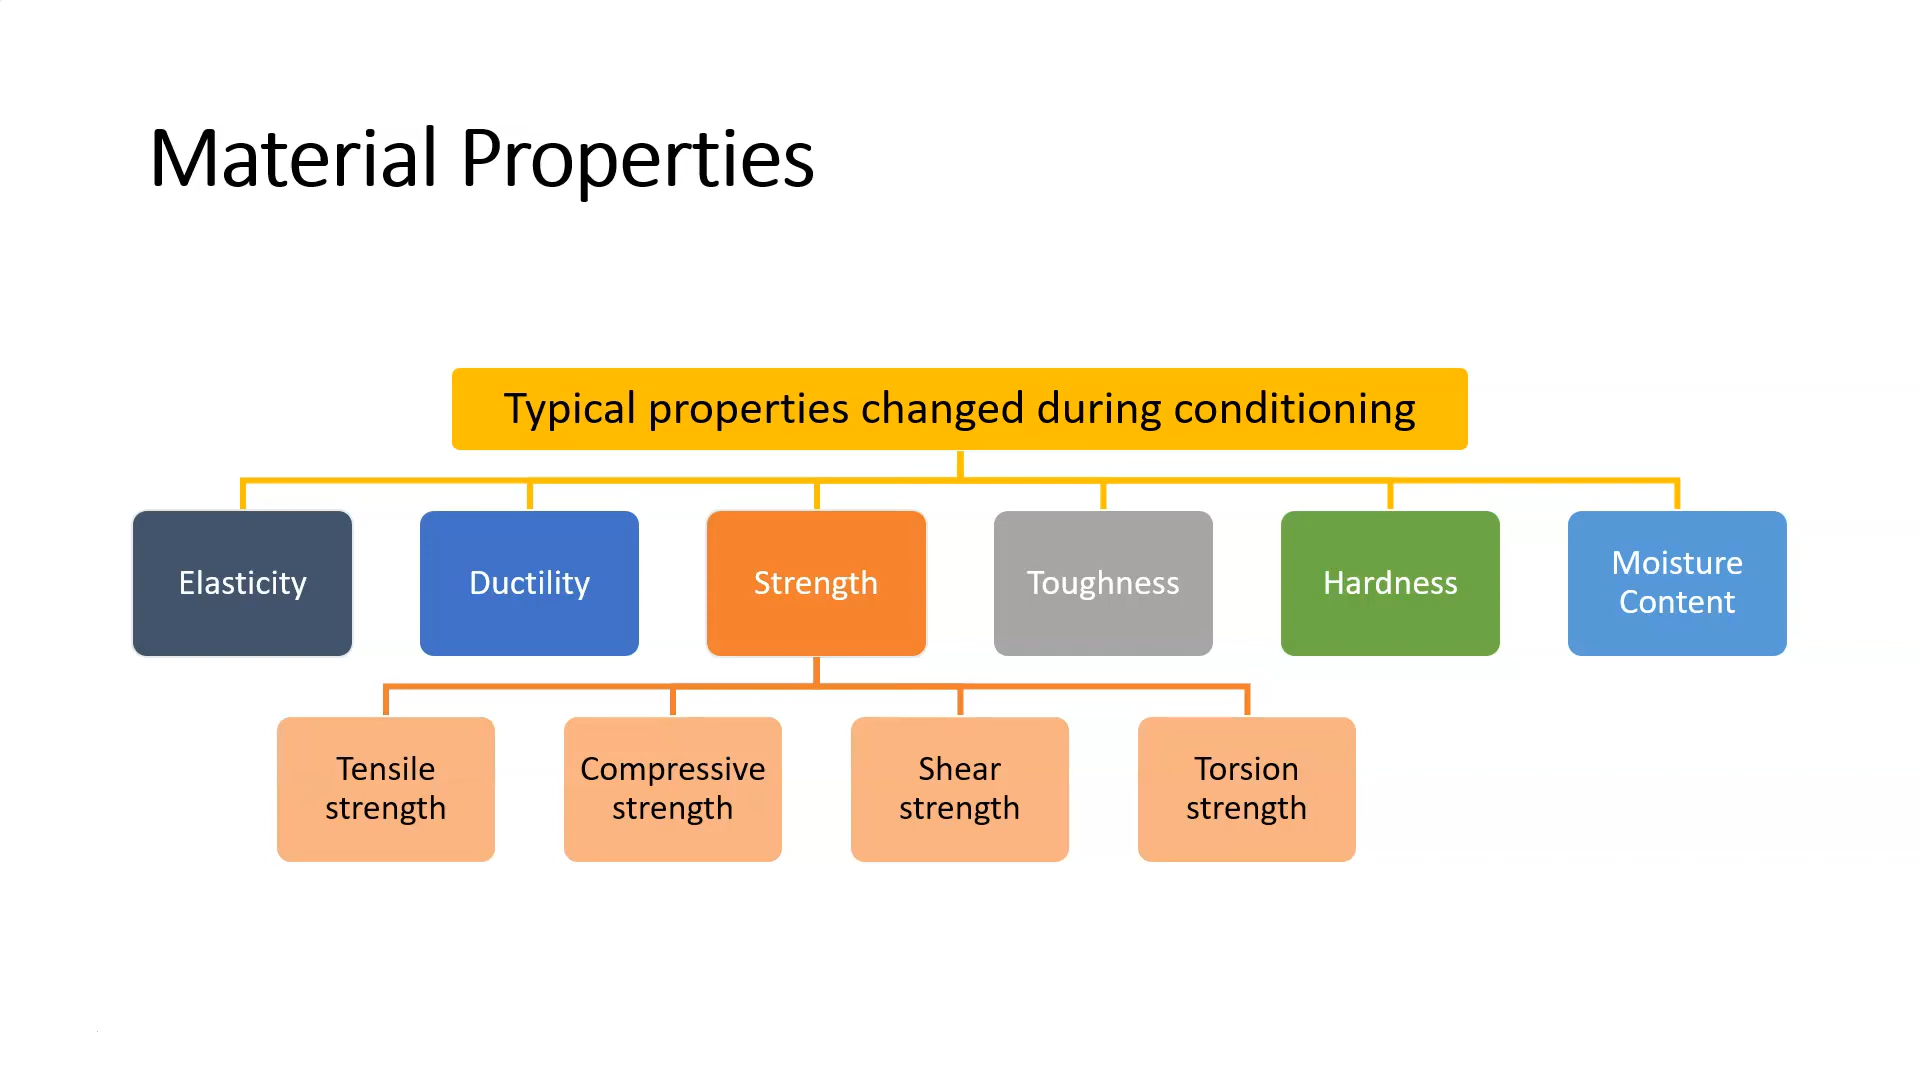 Material Properties
Typical properties changed during conditioning
Elasticity
Ductility
Strength
Toughness
Hardness
Moisture
Content
Tensile
strength
Compressive
strength
Shear
strength
Torsion
strength